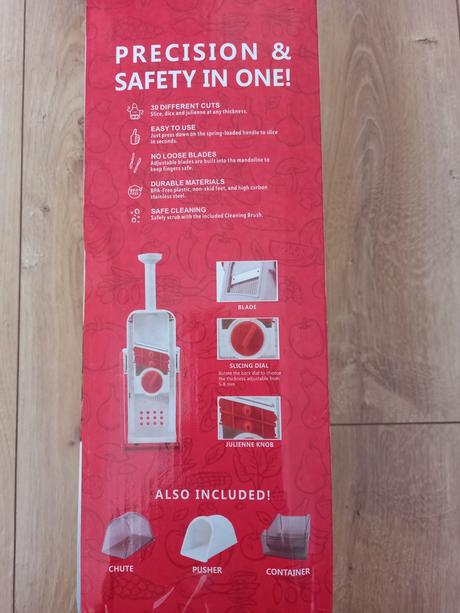 PRECISION &
SAFETY IN ONE!
30 DIFFERENT CUTS
Slice, dice and julienne at any thickness.
EASY TO USE
Just press down on the spring-loaded handle to slice
in seconds.
NO LOOSE BLADES
Adjustable blades are built into the mandoline to
keep fingers safe.
DURABLE MATERIALS
BPA-Free plastic, non-skid feet, and high carbon
stainless steel.
SAFE CLEANING
Safely scrub with the included Cleaning Brush.
BLADE
SLICING DIAL
Rotate the back dial to choose
the thickness adjustable from
JULIENNE KNOB
ALSO INCLUDED!
CHUTE
PUSHER
CONTAINER